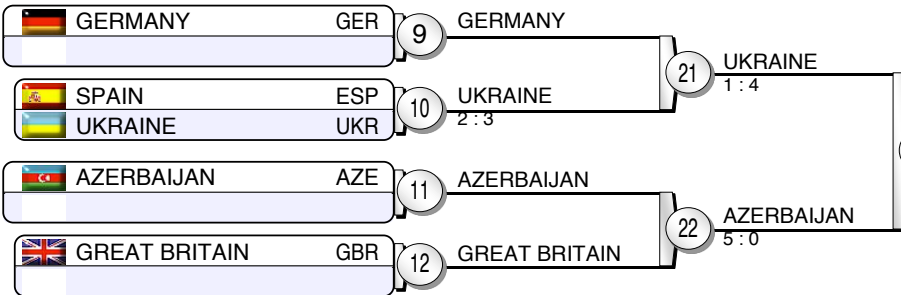 GERMANY GER 9 GERMANY
21 UKRAINE
1 : 4
SPAIN ESP 10 UKRAINE
UKRAINE UKR 2 : 3
AZERBAIJAN AZE 11 AZERBAIJAN
22 AZERBAIJAN
5 : 0
GREAT BRITAIN GBR 12 GREAT BRITAIN